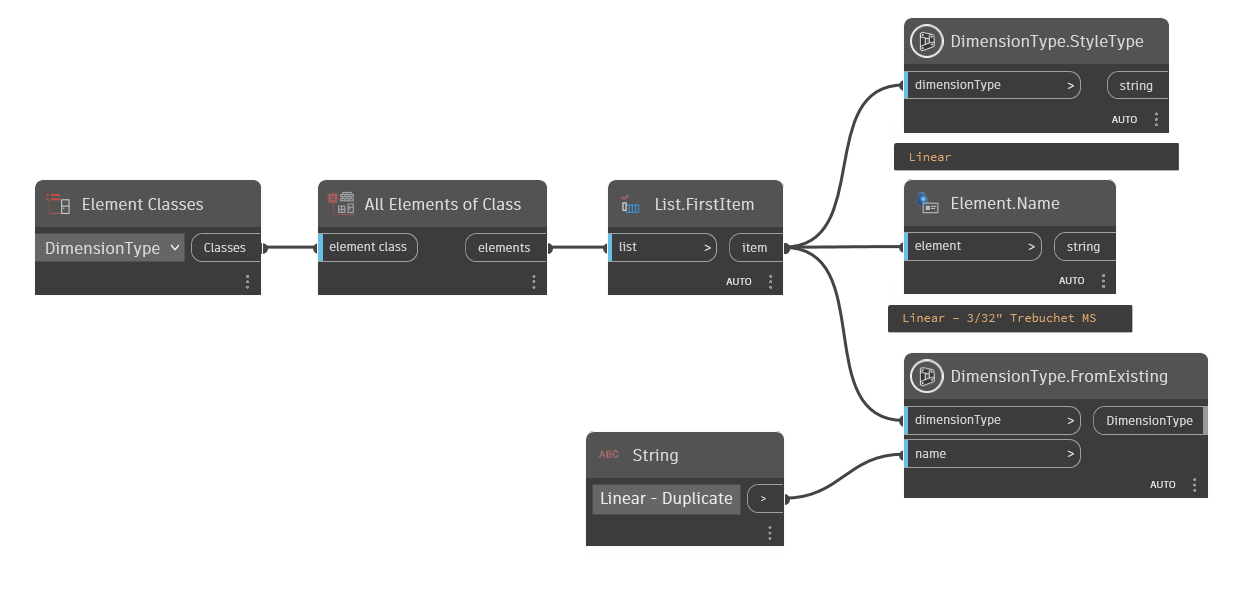 DimensionType.StyleType
dimensionType >
string
AUTO
Linear
Element Classes
DimensionType
Classes
All Elements of Class
element class
elements
List.FirstItem
list >
item
AUTO
Element.Name
element >
string
AUTO
Linear - 3/32" Trebuchet MS
DimensionType.FromExisting
dimensionType >
DimensionType
name >
AUTO
ABC String
Linear - Duplicate >